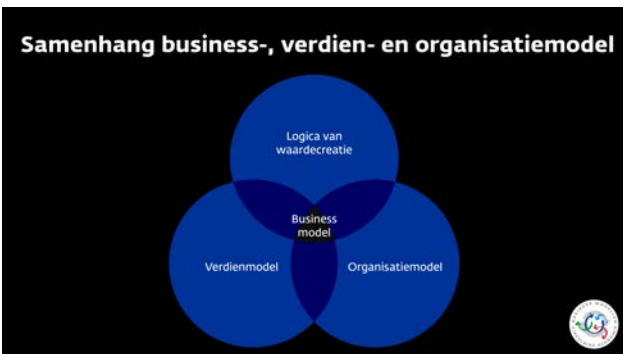 Samenhang business-, verdien- en organisatiemodel
Logica van
waardecreatie
Business
model
Verdienmodel
Organisatiemodel